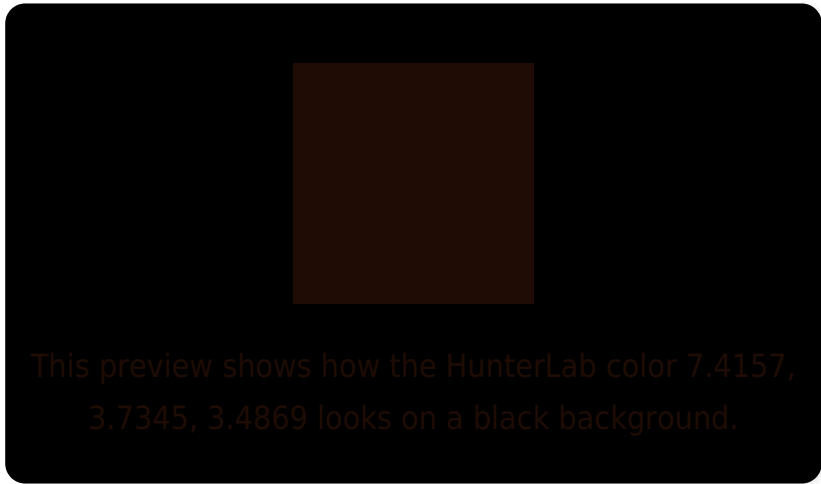 This preview shows how the HunterLab color 7.4157,
3.7345, 3.4869 looks on a black background.